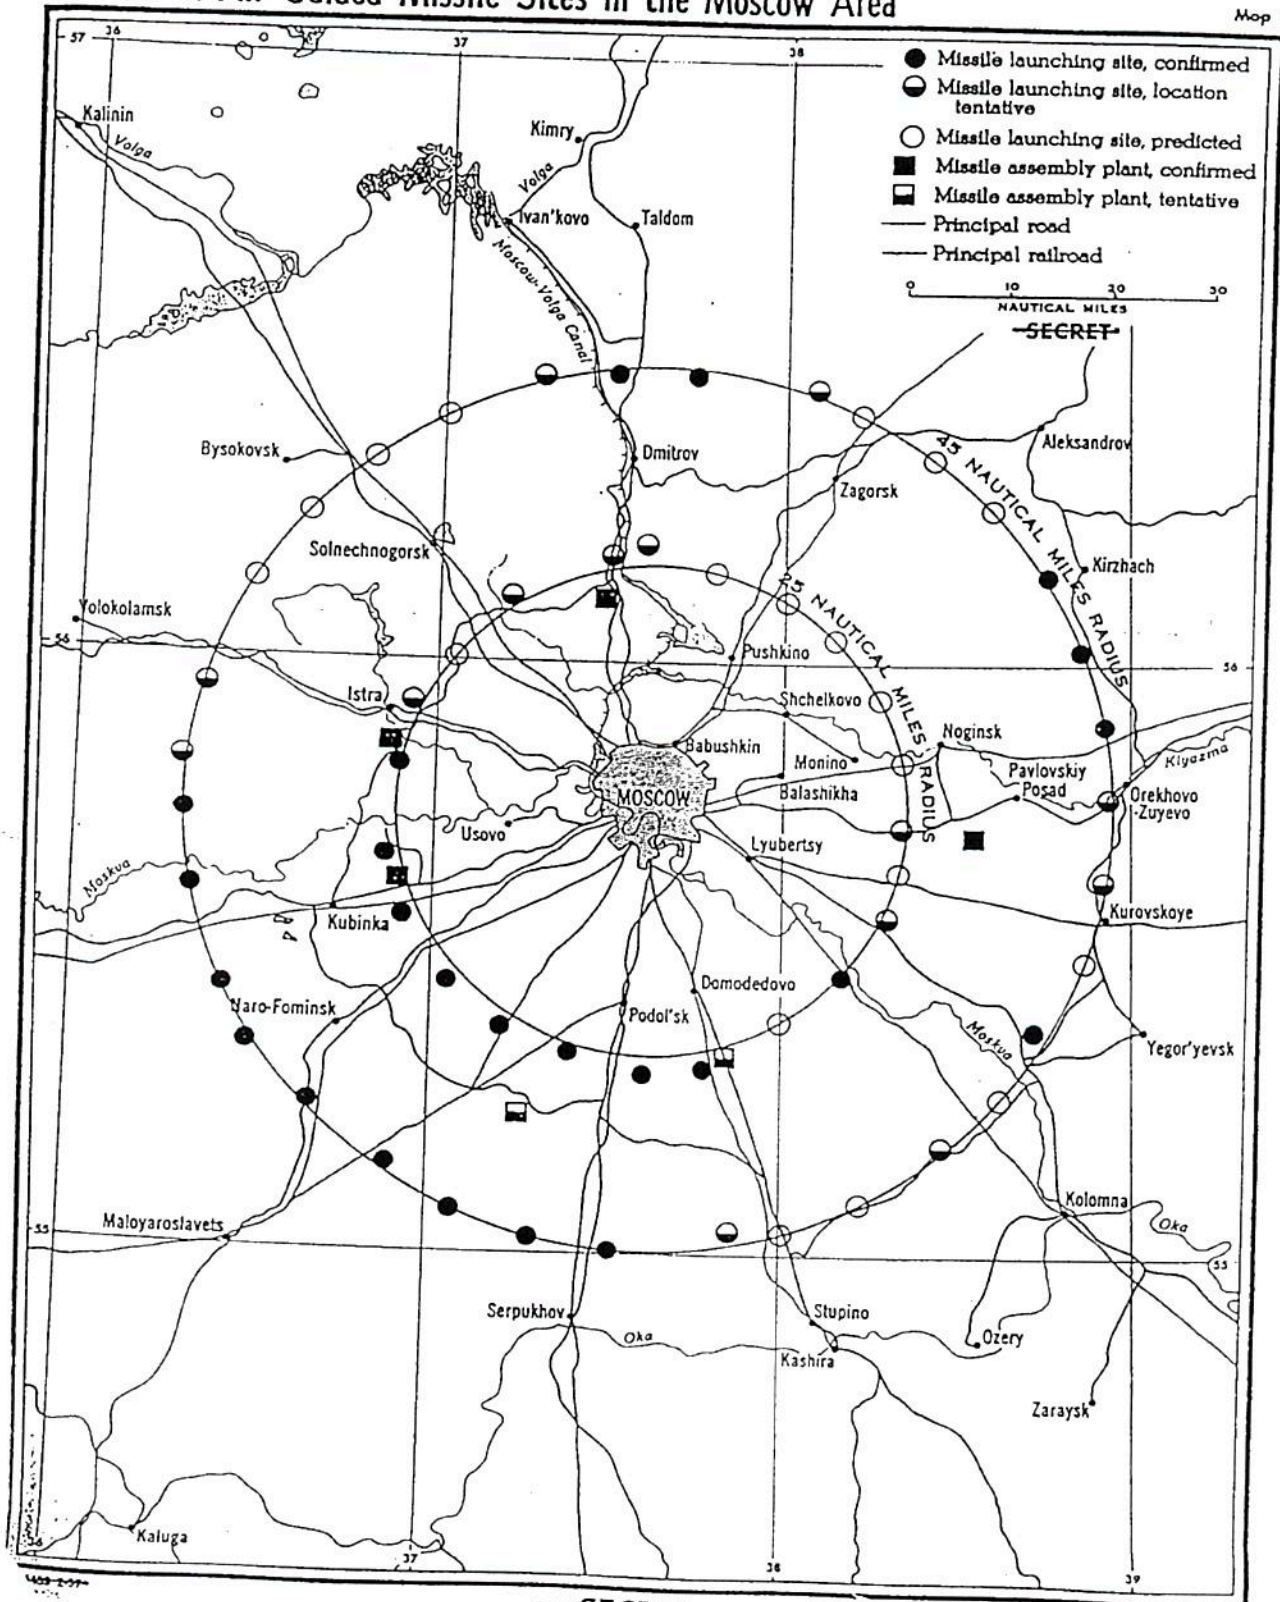 Guided Missile Sites in the Moscow Area
Map
57
36
37
38
Missile launching site, confirmed
Missile launching site, location
tentative
Missile launching site, predicted
Missile assembly plant, confirmed
Missile assembly plant, tentative
Principal road
Principal railroad
0 10 20 30
NAUTICAL MILES
SECRET
Kalinin
Volga
Kimry
Volga
Ivan'kovo
Taldom
Moscow-Volga Canal
Bysokovsk
Dmitrov
Aleksandrov
Zagorsk
45 NAUTICAL MILES RADIUS
Solnechnogorsk
Kirzhach
25 NAUTICAL MILES RADIUS
Volokolamsk
56
56
Pushkino
Istra
Shchelkovo
Noginsk
Babushkin
Monino
Klyazma
Pavlovskiy
Posad
Balashikha
Orekhovo
-Zuyevo
MOSCOW
Usovo
Lyubertsy
Moskva
Kubinka
Kurovskoye
Domodedovo
Naro-Fominsk
Podol'sk
Moskva
Yegor'yevsk
Maloyaroslavets
55
Kolomna
Oka
55
Serpukhov
Oka
Stupino
Ozery
Kashira
Zaraysk
Kaluga
36
37
38
39